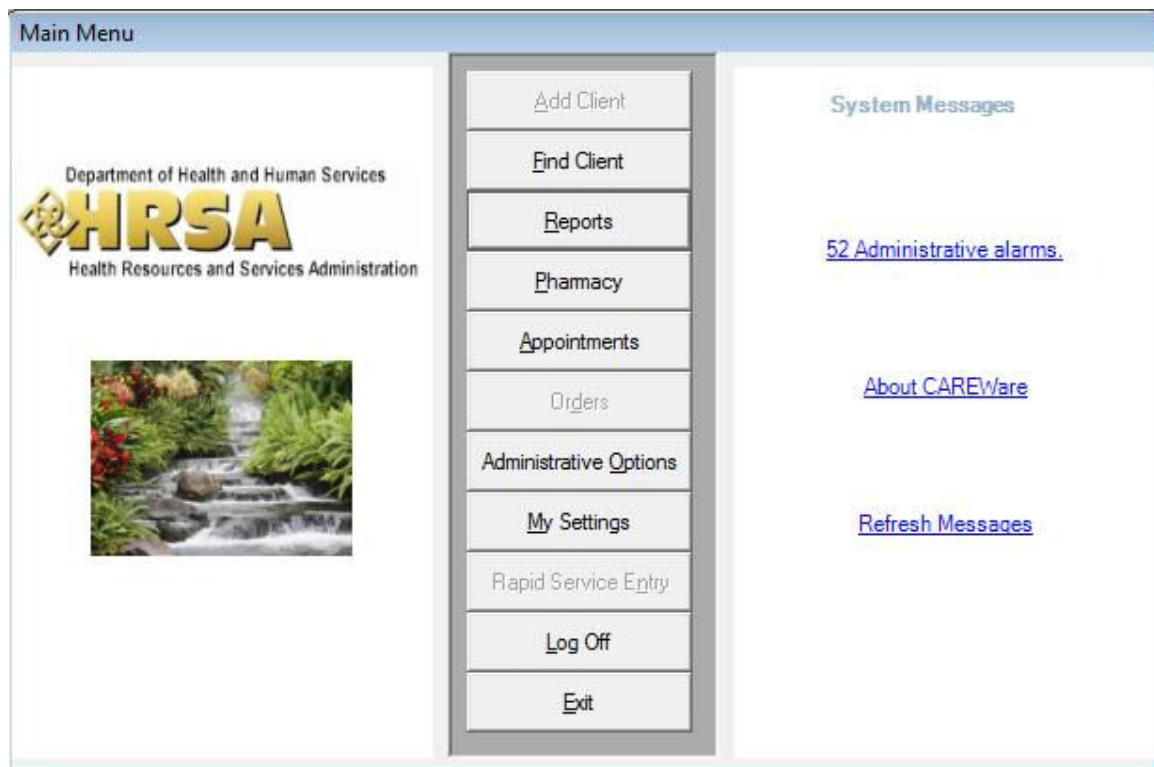 Main Menu
Department of Health and Human Services
HRSA
Health Resources and Services Administration
Add Client
Find Client
Reports
Pharmacy
Appointments
Orders
Administrative Options
My Settings
Rapid Service Entry
Log Off
Exit
System Messages
52 Administrative alarms.
About CAREWare
Refresh Messages